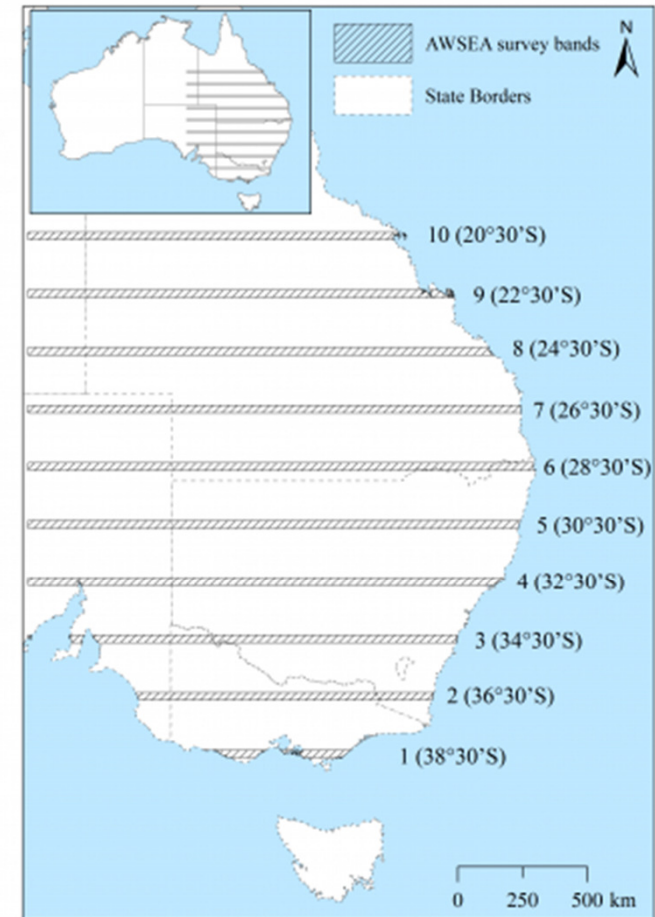 N
AWSEA survey bands
State Borders
10 (20°30’S)
9 (22°30’S)
8 (24°30’S)
7 (26°30’S)
6 (28°30’S)
5 (30°30’S)
4 (32°30’S)
3 (34°30’S)
2 (36°30’S)
1 (38°30’S)
0 250 500 km